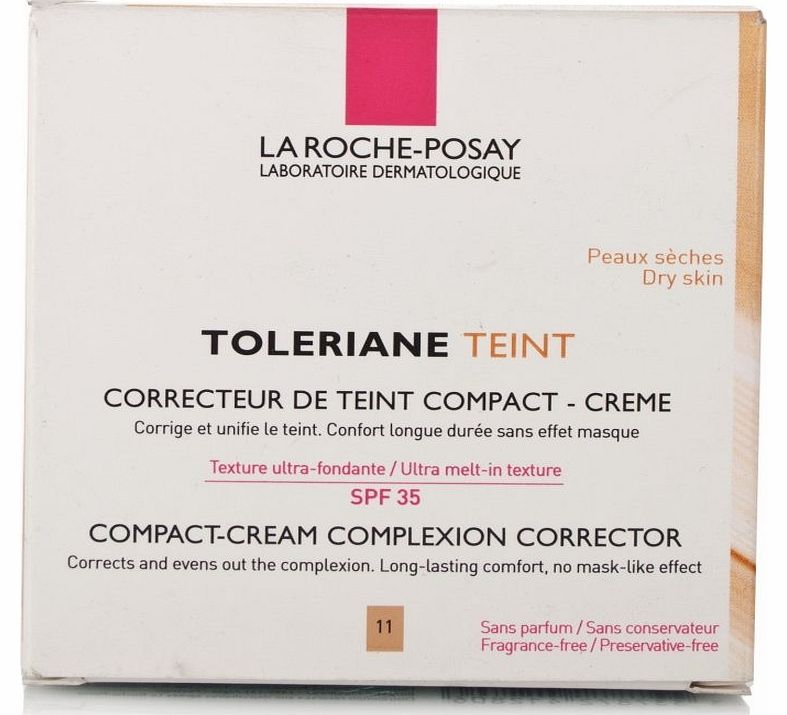 LA ROCHE-POSAY
LABORATOIRE DERMATOLOGIQUE
Peaux sèches
Dry skin
TOLERIANE TEINT
CORRECTEUR DE TEINT COMPACT - CREME
Corrige et unifie le teint. Confort longue durée sans effet masque
Texture ultra-fondante / Ultra melt-in texture
SPF 35
COMPACT-CREAM COMPLEXION CORRECTOR
Corrects and evens out the complexion. Long-lasting comfort, no mask-like effect
11
Sans parfum / Sans conservateur
Fragrance-free / Preservative-free